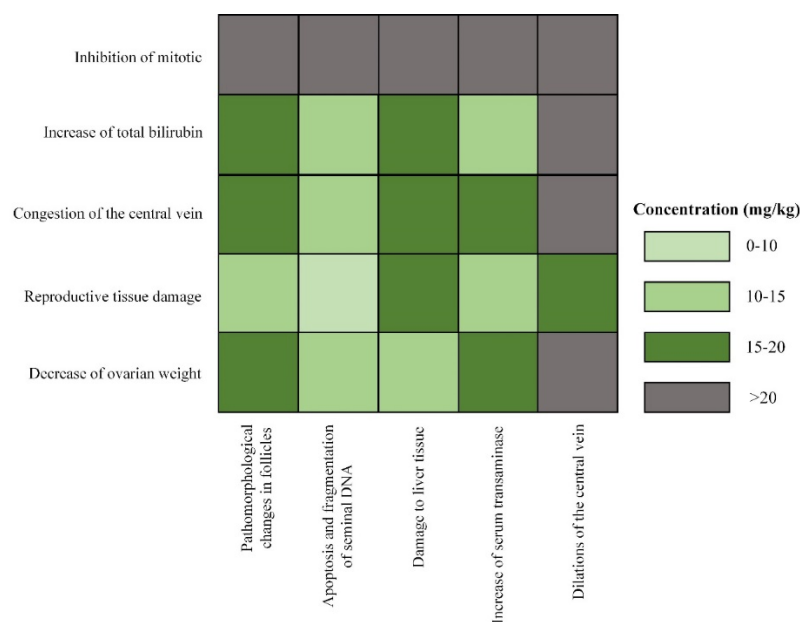 Inhibition of mitotic
Increase of total bilirubin
Congestion of the central vein
Reproductive tissue damage
Decrease of ovarian weight
Concentration (mg/kg)
0-10
10-15
15-20
>20
Pathomorphological
changes in follicles
Apoptosis and fragmentation
of seminal DNA
Damage to liver tissue
Increase of serum transaminase
Dilations of the central vein